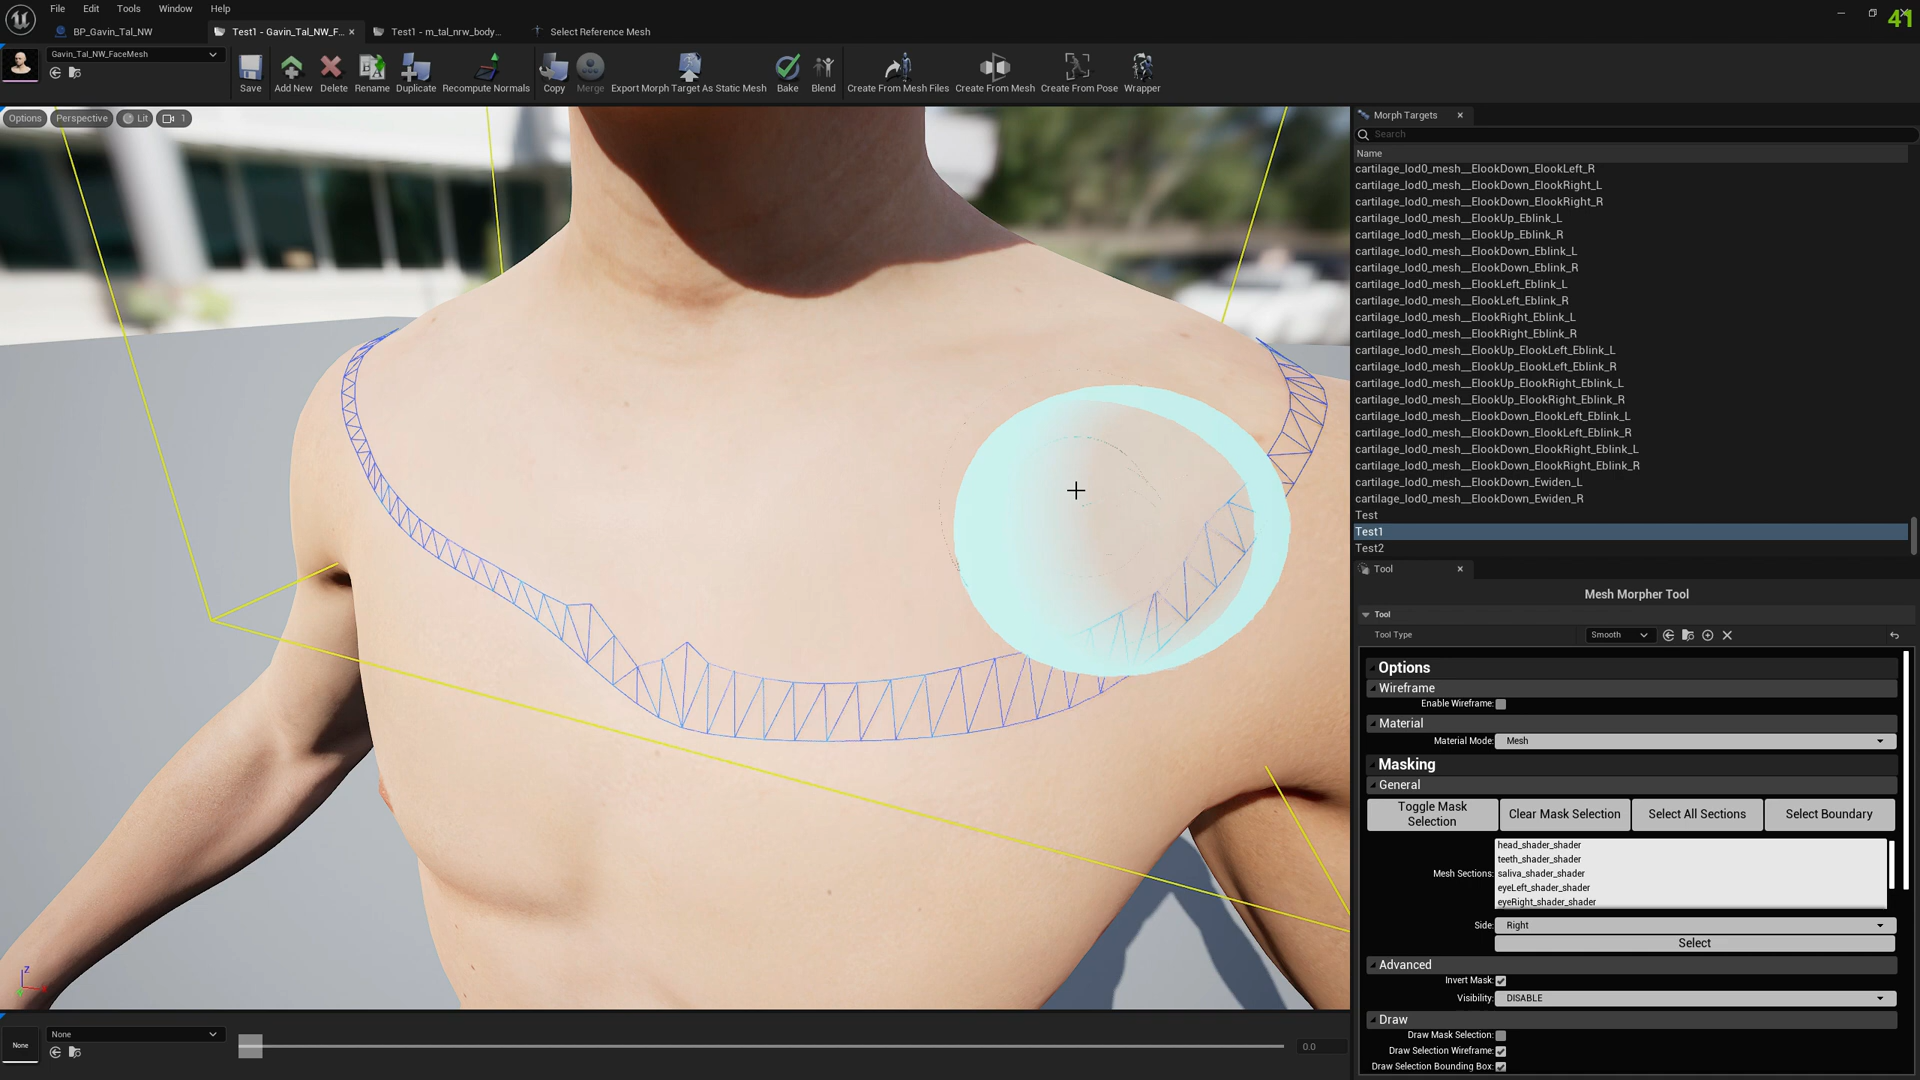 File Edit Tools Window Help
41
BP_Gavin_Tal_NW
Test1 - Gavin_Tal_NW_F...
Test1 - m_tal_nrw_body...
Select Reference Mesh
Gavin_Tal_NW_FaceMesh
Save
Add New
Delete
Rename
Duplicate
Recompute Normals
Copy
Merge
Export Morph Target As Static Mesh
Bake
Blend
Create From Mesh Files
Create From Mesh
Create From Pose
Wrapper
Options
Perspective
Lit
1
Z
None
None
0.0
Morph Targets
Search
Name
cartilage_lod0_mesh__ElookDown_ElookLeft_R
cartilage_lod0_mesh__ElookDown_ElookRight_L
cartilage_lod0_mesh__ElookDown_ElookRight_R
cartilage_lod0_mesh__ElookUp_Eblink_L
cartilage_lod0_mesh__ElookUp_Eblink_R
cartilage_lod0_mesh__ElookDown_Eblink_L
cartilage_lod0_mesh__ElookDown_Eblink_R
cartilage_lod0_mesh__ElookLeft_Eblink_L
cartilage_lod0_mesh__ElookLeft_Eblink_R
cartilage_lod0_mesh__ElookRight_Eblink_L
cartilage_lod0_mesh__ElookRight_Eblink_R
cartilage_lod0_mesh__ElookUp_ElookLeft_Eblink_L
cartilage_lod0_mesh__ElookUp_ElookLeft_Eblink_R
cartilage_lod0_mesh__ElookUp_ElookRight_Eblink_L
cartilage_lod0_mesh__ElookUp_ElookRight_Eblink_R
cartilage_lod0_mesh__ElookDown_ElookLeft_Eblink_L
cartilage_lod0_mesh__ElookDown_ElookLeft_Eblink_R
cartilage_lod0_mesh__ElookDown_ElookRight_Eblink_L
cartilage_lod0_mesh__ElookDown_ElookRight_Eblink_R
cartilage_lod0_mesh__ElookDown_Ewiden_L
cartilage_lod0_mesh__ElookDown_Ewiden_R
Test
Test1
Test2
Tool
Mesh Morpher Tool
Tool
Tool Type Smooth
Options
Wireframe
Enable Wireframe:
Material
Material Mode: Mesh
Masking
General
Toggle Mask Selection
Clear Mask Selection
Select All Sections
Select Boundary
Mesh Sections:
head_shader_shader
teeth_shader_shader
saliva_shader_shader
eyeLeft_shader_shader
eyeRight_shader_shader
Side: Right
Select
Advanced
Invert Mask:
Visibility: DISABLE
Draw
Draw Mask Selection:
Draw Selection Wireframe:
Draw Selection Bounding Box: